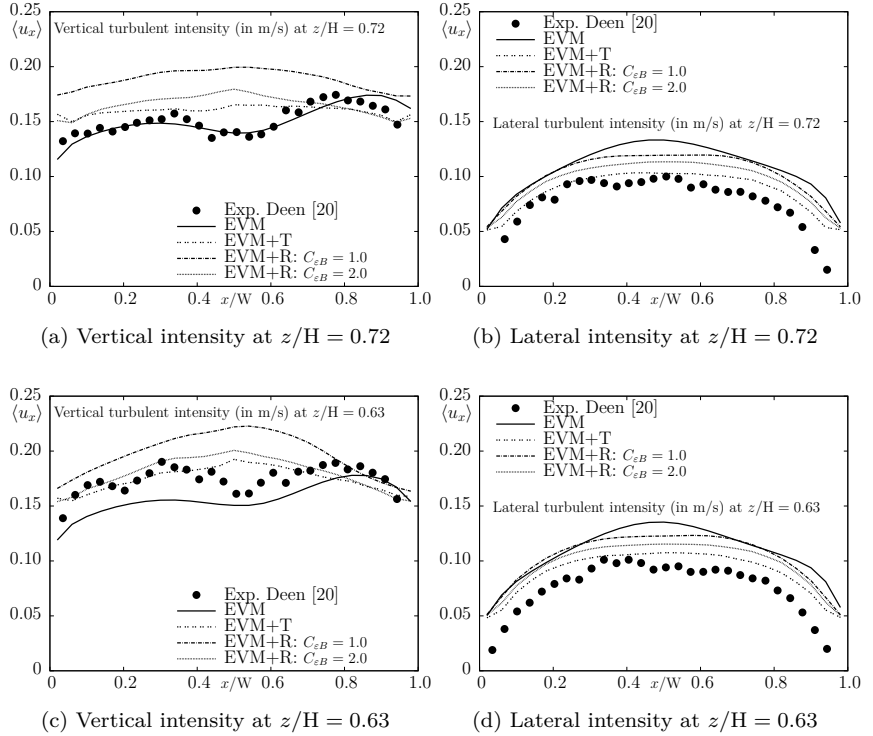 0.25
⟨u_x⟩
0.20
0.15
0.10
0.05
0
Vertical turbulent intensity (in m/s) at z/H = 0.72
Exp. Deen [20]
EVM
EVM+T
EVM+R: C_εB = 1.0
EVM+R: C_εB = 2.0
0 0.2 0.4 x/W 0.6 0.8 1.0
(a) Vertical intensity at z/H = 0.72
0.25
⟨u_x⟩
0.20
0.15
0.10
0.05
0
Exp. Deen [20]
EVM
EVM+T
EVM+R: C_εB = 1.0
EVM+R: C_εB = 2.0
Lateral turbulent intensity (in m/s) at z/H = 0.72
0 0.2 0.4 x/W 0.6 0.8 1.0
(b) Lateral intensity at z/H = 0.72
0.25
⟨u_x⟩
0.20
0.15
0.10
0.05
0
Vertical turbulent intensity (in m/s) at z/H = 0.63
Exp. Deen [20]
EVM
EVM+T
EVM+R: C_εB = 1.0
EVM+R: C_εB = 2.0
0 0.2 0.4 x/W 0.6 0.8 1.0
(c) Vertical intensity at z/H = 0.63
0.25
⟨u_x⟩
0.20
0.15
0.10
0.05
0
Exp. Deen [20]
EVM
EVM+T
EVM+R: C_εB = 1.0
EVM+R: C_εB = 2.0
Lateral turbulent intensity (in m/s) at z/H = 0.63
0 0.2 0.4 x/W 0.6 0.8 1.0
(d) Lateral intensity at z/H = 0.63